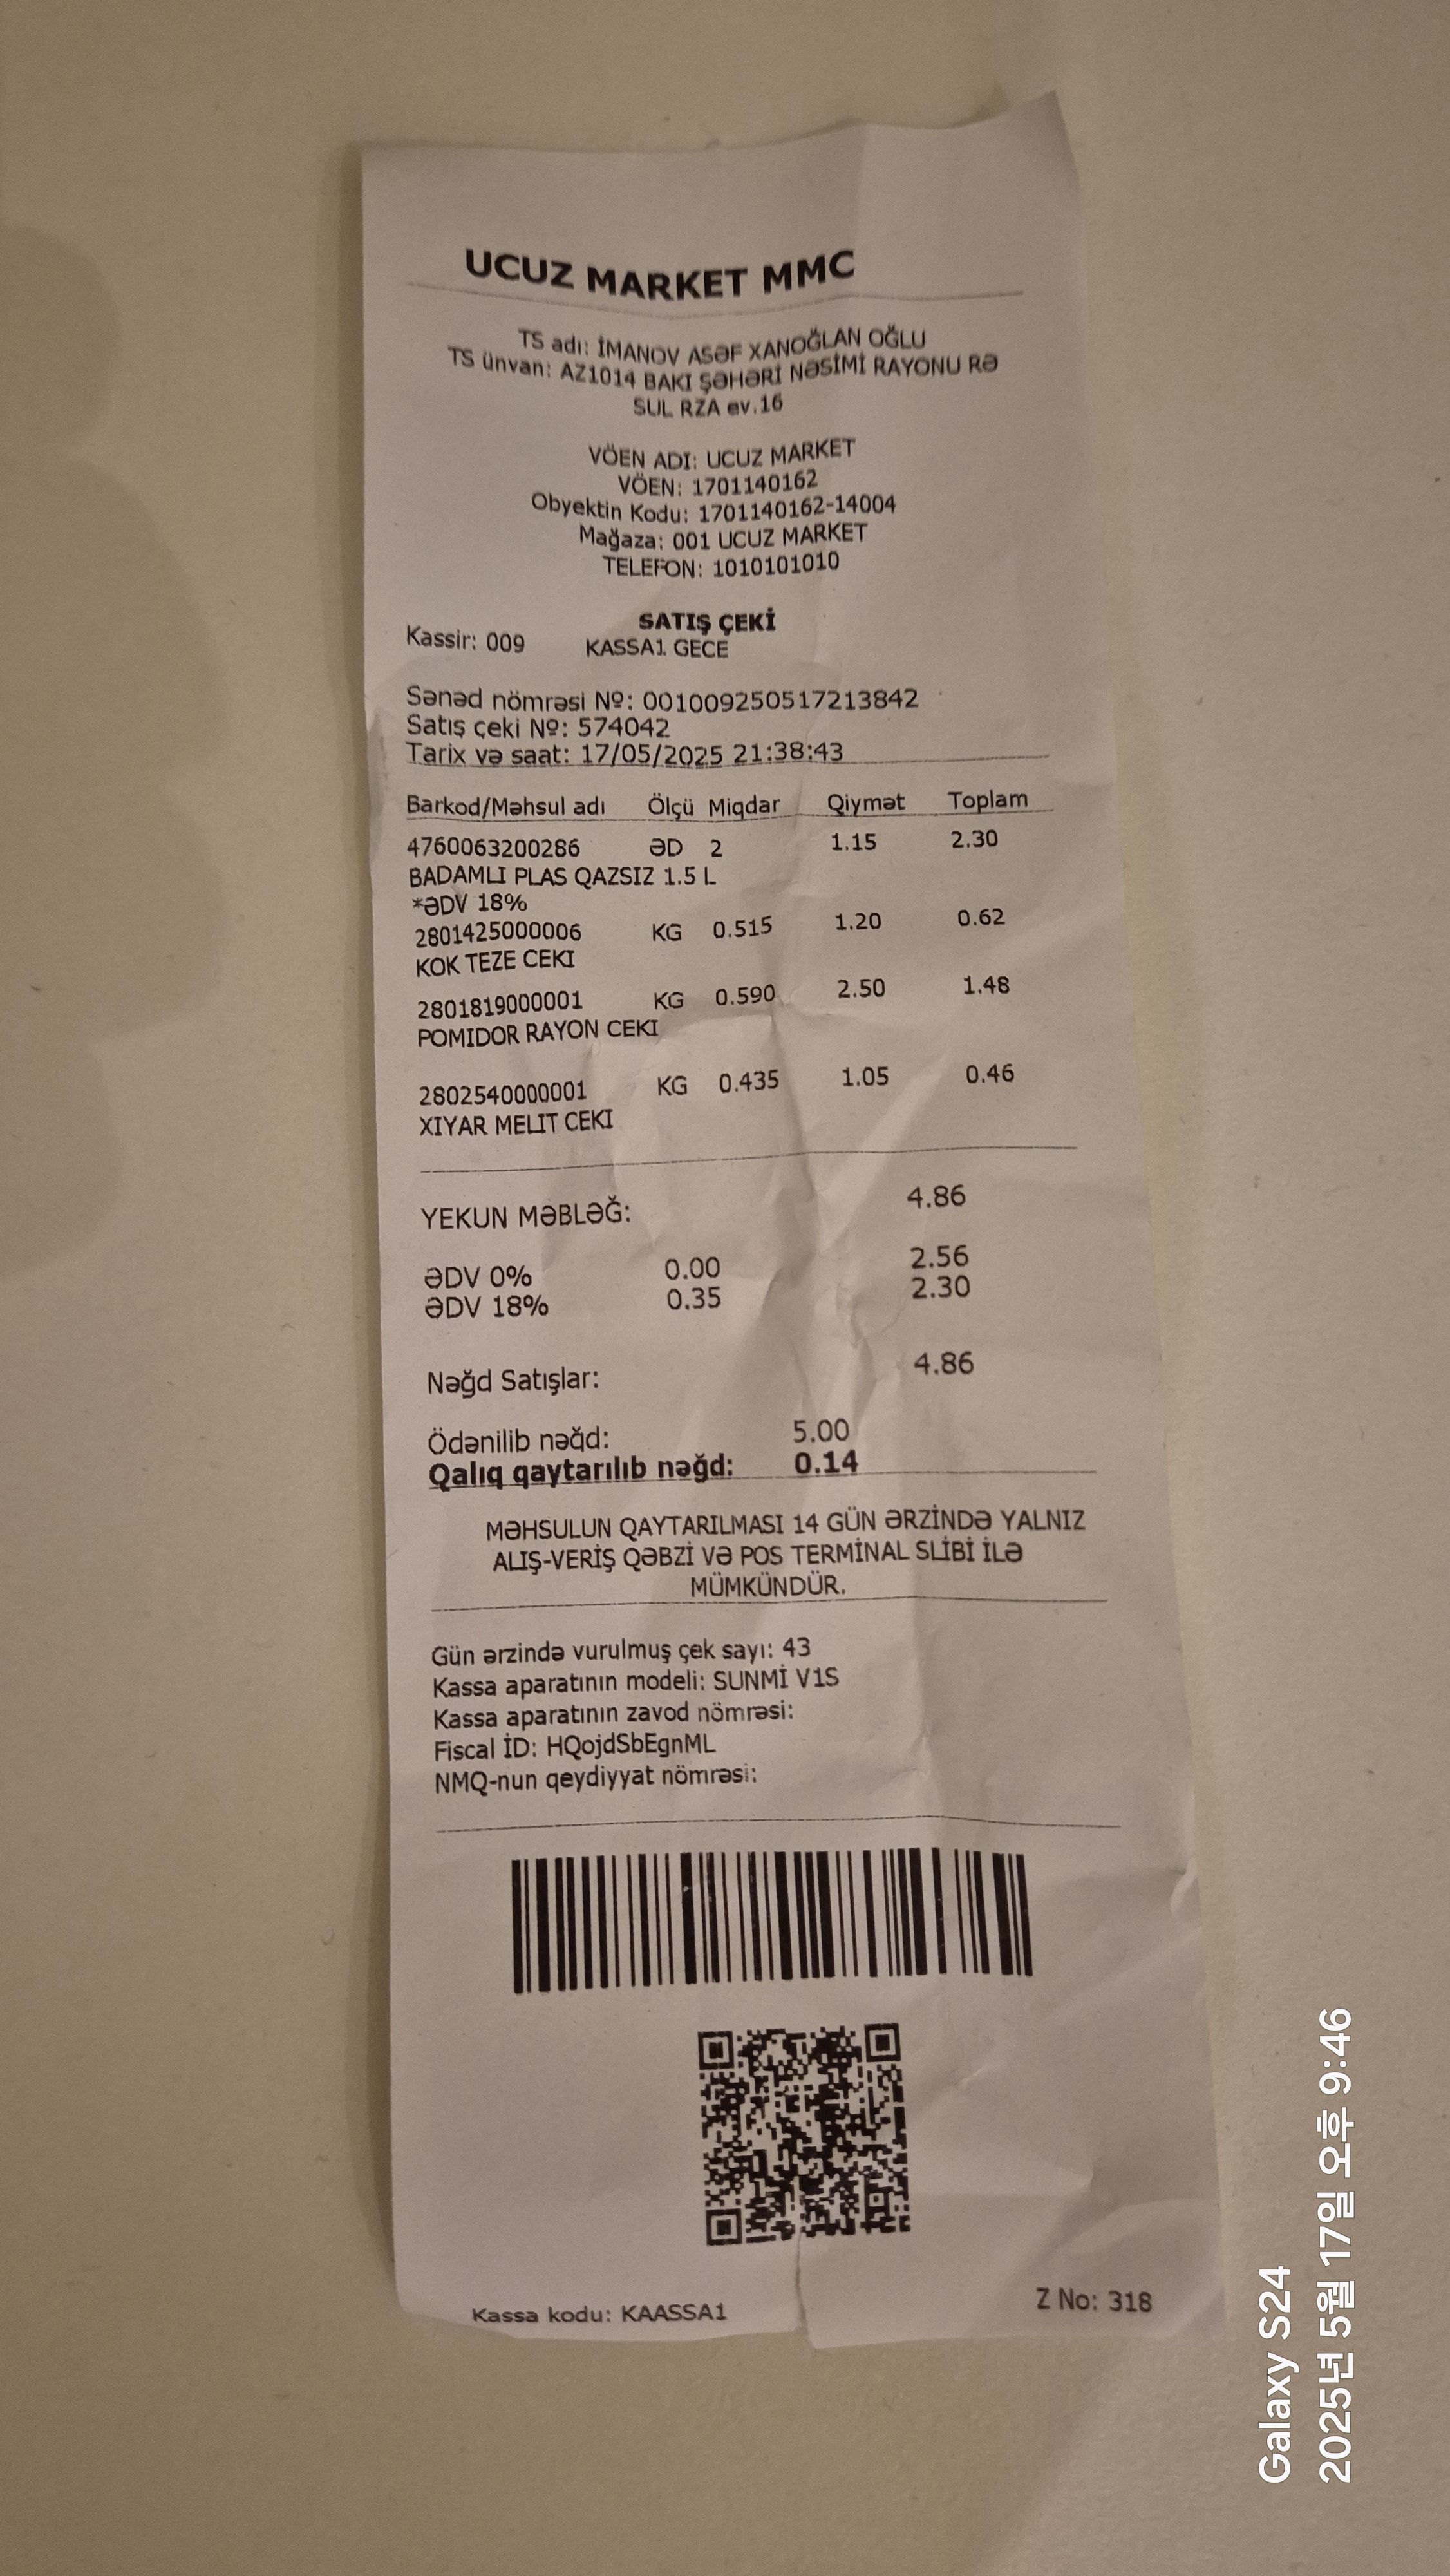 UCUZ MARKET MMC
TS adı: İMANOV ASƏF XANOĞLAN OĞLU
TS ünvan: AZ1014 BAKI ŞƏHƏRİ NƏSİMİ RAYONU RƏ
SUL RZA ev.16
VÖEN ADI: UCUZ MARKET
VÖEN: 1701140162
Obyektin Kodu: 1701140162-14004
Mağaza: 001 UCUZ MARKET
TELEFON: 1010101010
SATIŞ ÇEKİ
Kassir: 009 KASSA1 GECE
Sənəd nömrəsi №: 001009250517213842
Satış çeki №: 574042
Tarix və saat: 17/05/2025 21:38:43
Barkod/Məhsul adı Ölçü Miqdar Qiymət Toplam
4760063200286 ƏD 2 1.15 2.30
BADAMLI PLAS QAZSIZ 1.5 L
*ƏDV 18%
2801425000006 KG 0.515 1.20 0.62
KOK TEZE CEKI
2801819000001 KG 0.590 2.50 1.48
POMIDOR RAYON CEKI
2802540000001 KG 0.435 1.05 0.46
XIYAR MELIT CEKI
YEKUN MƏBLƏĞ: 4.86
ƏDV 0% 0.00 2.56
ƏDV 18% 0.35 2.30
Nəğd Satışlar: 4.86
Ödənilib nəğd: 5.00
Qalıq qaytarılıb nəğd: 0.14
MƏHSULUN QAYTARILMASI 14 GÜN ƏRZİNDƏ YALNIZ
ALIŞ-VERİŞ QƏBZİ VƏ POS TERMİNAL SLİBİ İLƏ
MÜMKÜNDÜR.
Gün ərzində vurulmuş çek sayı: 43
Kassa aparatının modeli: SUNMİ V1S
Kassa aparatının zavod nömrəsi:
Fiscal İD: HQojdSbEgnML
NMQ-nun qeydiyyat nömrəsi:
Kassa kodu: KAASSA1 Z No: 318
Galaxy S24
2025년 5월 17일 오후 9:46